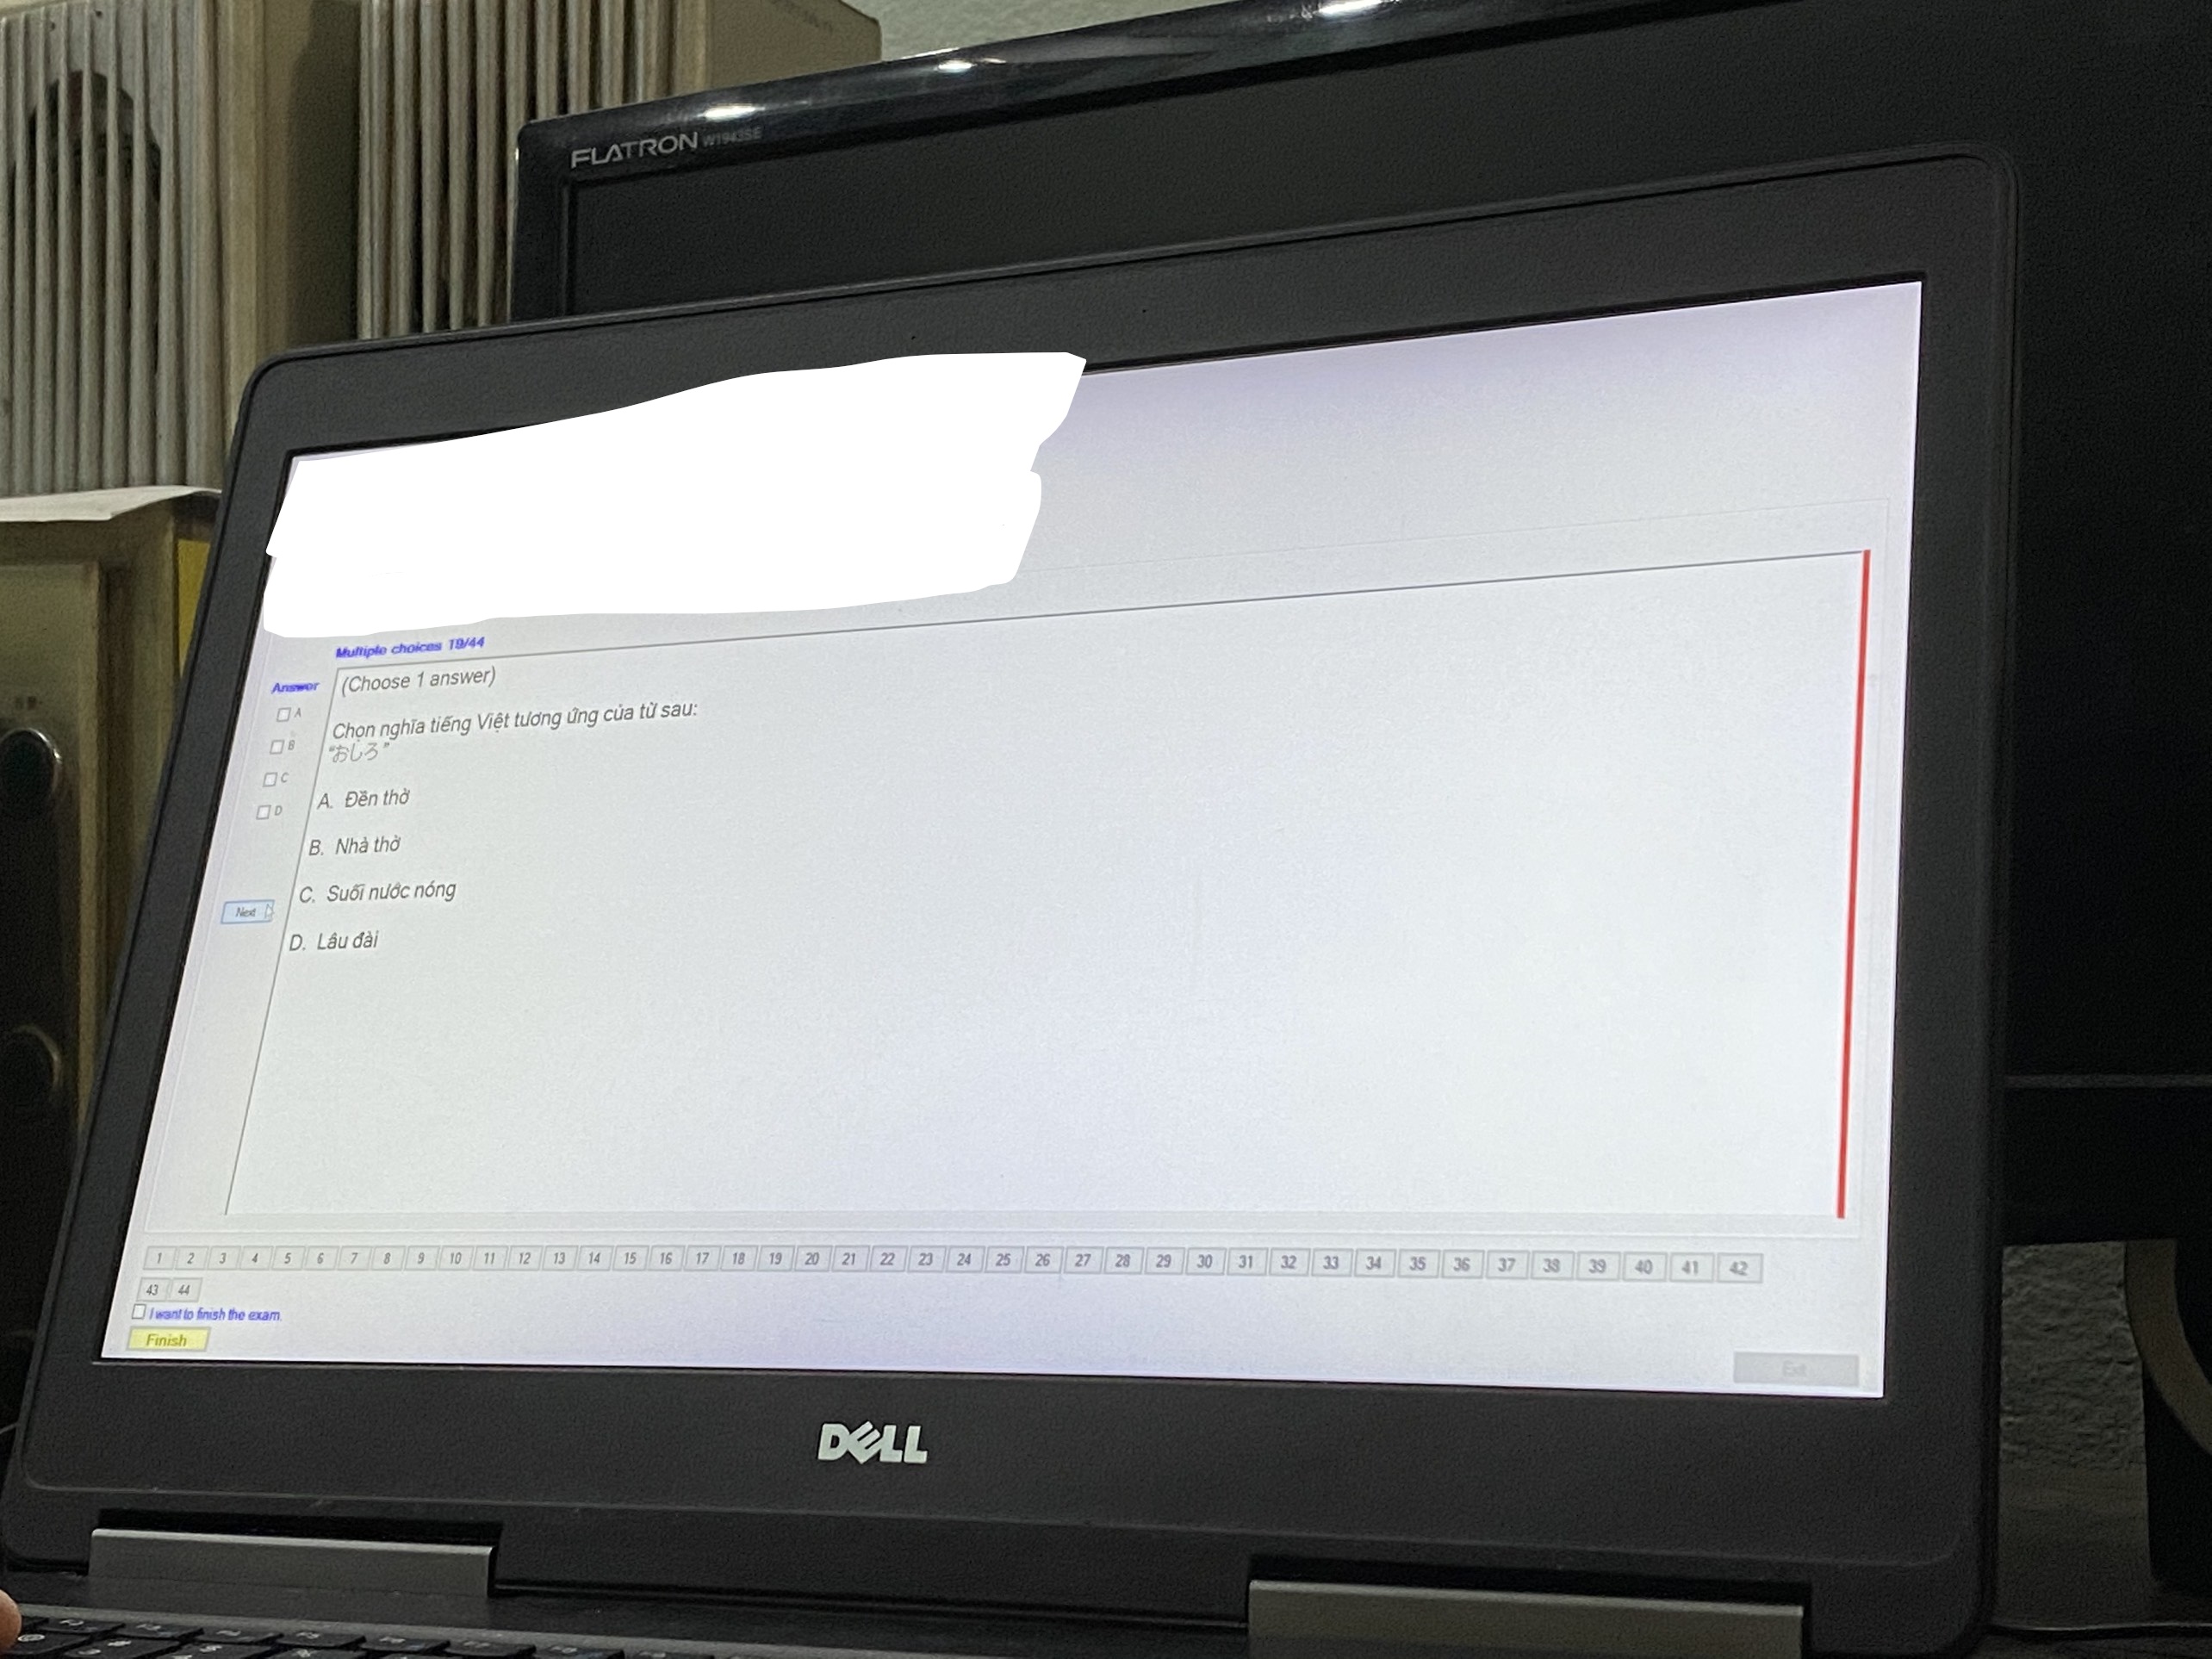 FLATRON W1943SE
Multiple choices 19/44
Answer
(Choose 1 answer)
A
Chọn nghĩa tiếng Việt tương ứng của từ sau:
B
“おしろ”
C
D
A. Đền thờ
B. Nhà thờ
C. Suối nước nóng
Next
D. Lâu đài
1 2 3 4 5 6 7 8 9 10 11 12 13 14 15 16 17 18 19 20 21 22 23 24 25 26 27 28 29 30 31 32 33 34 35 36 37 38 39 40 41 42
43 44
I want to finish the exam.
Finish
Exit
DELL